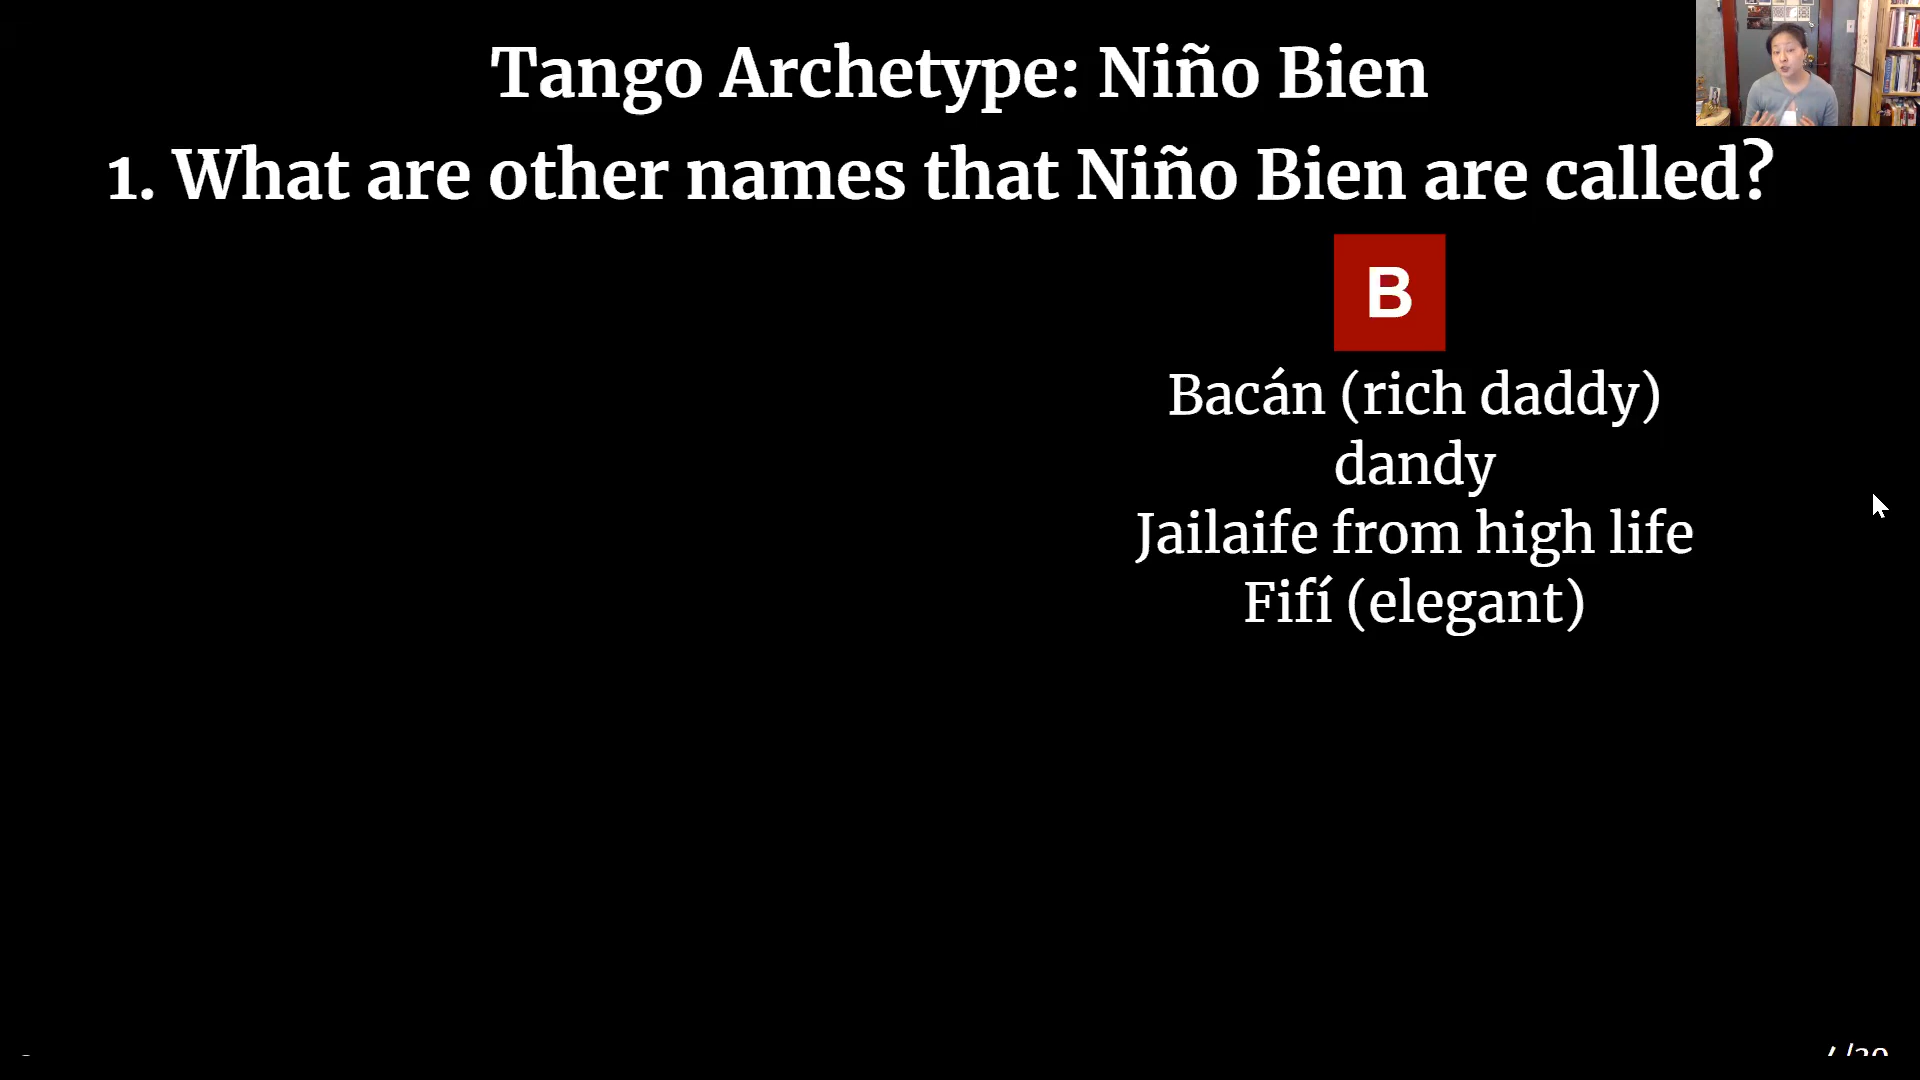 Tango Archetype: Niño Bien
1. What are other names that Niño Bien are called?
B
Bacán (rich daddy)
dandy
Jailaife from high life
Fifí (elegant)